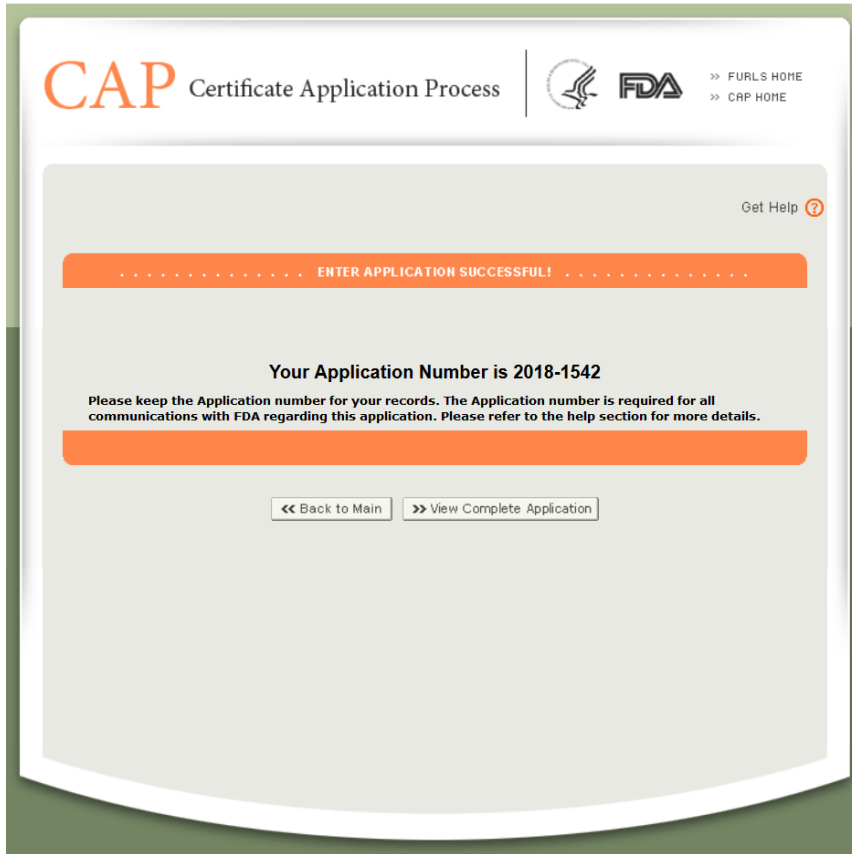 CAP Certificate Application Process
FDA
>> FURLS HOME
>> CAP HOME
Get Help ?
. . . . . . . . . . . . . . ENTER APPLICATION SUCCESSFUL! . . . . . . . . . . . . . .
Your Application Number is 2018-1542
Please keep the Application number for your records. The Application number is required for all
communications with FDA regarding this application. Please refer to the help section for more details.
<< Back to Main >> View Complete Application